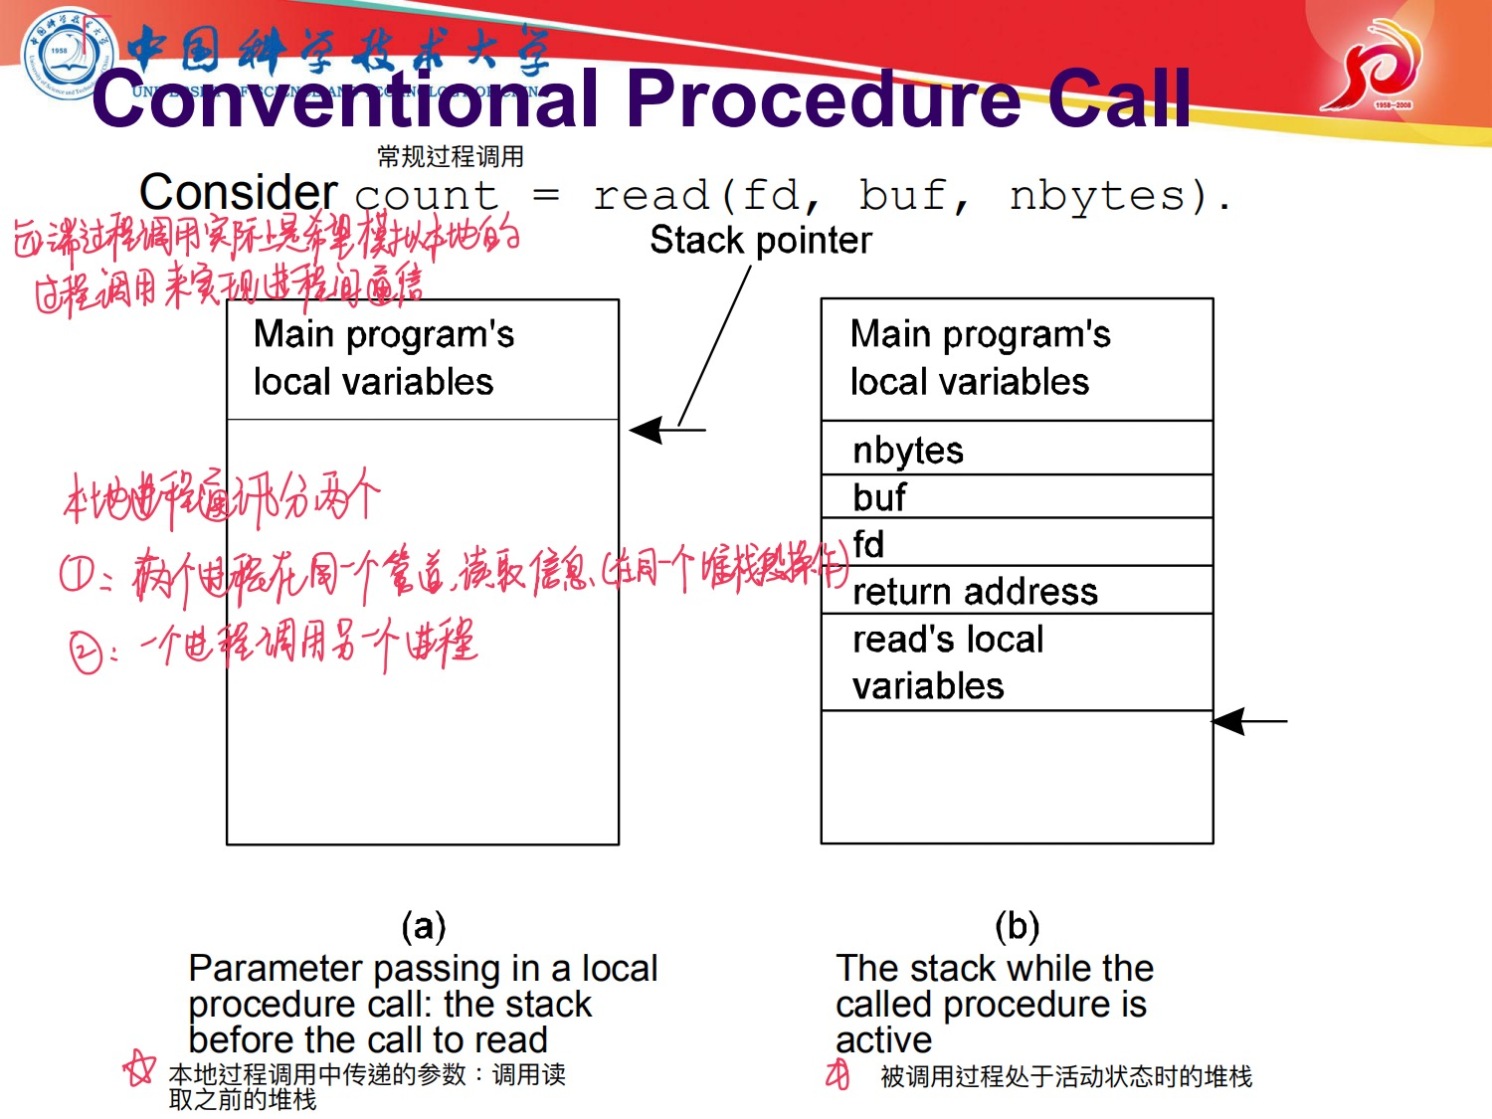 中国科学技术大学
Conventional Procedure Call
常规过程调用
Consider count = read(fd, buf, nbytes).
过程调用实际上是希望模拟本地的
过程调用来实现进程间通信
Stack pointer
Main program's
local variables
本地进程通讯分两个
①：两个进程在同一个管道,读取信息,(在同一个堆栈段操作)
②：一个进程调用另一个进程
Main program's
local variables
nbytes
buf
fd
return address
read's local
variables
(a)
Parameter passing in a local
procedure call: the stack
before the call to read
本地过程调用中传递的参数：调用读
取之前的堆栈
(b)
The stack while the
called procedure is
active
被调用过程处于活动状态时的堆栈
1958
1958—2008